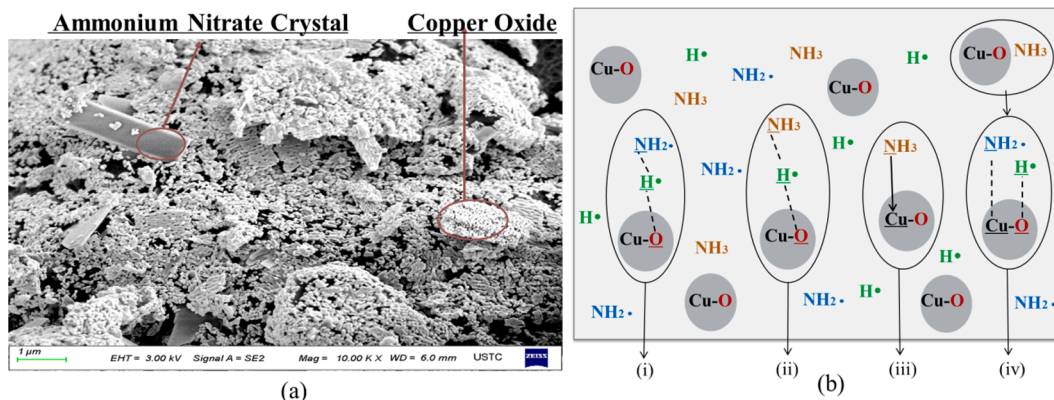 Ammonium Nitrate Crystal
Copper Oxide
1 µm
EHT = 3.00 kV Signal A = SE2 Mag = 10.00 K X WD = 6.0 mm USTC
ZEISS
(a)
Cu-O
H•
NH3
NH2•
NH3
Cu-O
H•
Cu-O NH3
NH2•
H•
Cu-O
NH3
H•
Cu-O
H•
NH2•
NH3
Cu-O
NH2•
H•
Cu-O
H•
NH3
H•
NH2•
Cu-O
NH2•
H•
Cu-O
NH2•
(i)
(ii)
(b)
(iii)
(iv)